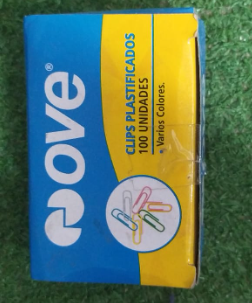 OVE®
CLIPS PLASTIFICADOS
100 UNIDADES
• Varios Colores.